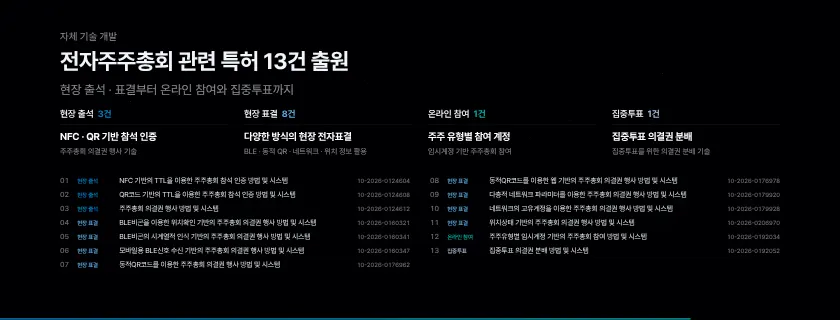 자체 기술 개발
전자주주총회 관련 특허 13건 출원
현장 출석 · 표결부터 온라인 참여와 집중투표까지
현장 출석 3건
NFC · QR 기반 참석 인증
주주총회 의결권 행사 기술
현장 표결 8건
다양한 방식의 현장 전자표결
BLE · 동적 QR · 네트워크 · 위치 정보 활용
온라인 참여 1건
주주 유형별 참여 계정
임시계정 기반 주주총회 참여
집중투표 1건
집중투표 의결권 분배
집중투표를 위한 의결권 분배 기술
01 현장 출석 NFC 기반의 TTL을 이용한 주주총회 참석 인증 방법 및 시스템 10-2026-0124604
02 현장 출석 QR코드 기반의 TTL을 이용한 주주총회 참석 인증 방법 및 시스템 10-2026-0124608
03 현장 출석 주주총회 의결권 행사 방법 및 시스템 10-2026-0124612
04 현장 표결 BLE비콘을 이용한 위치확인 기반의 주주총회 의결권 행사 방법 및 시스템 10-2026-0160321
05 현장 표결 BLE비콘의 시계열적 인식 기반의 주주총회 의결권 행사 방법 및 시스템 10-2026-0160341
06 현장 표결 모바일용 BLE신호 수신 기반의 주주총회 의결권 행사 방법 및 시스템 10-2026-0160347
07 현장 표결 동적QR코드를 이용한 주주총회 의결권 행사 방법 및 시스템 10-2026-0176962
08 현장 표결 동적QR코드를 이용한 웹 기반의 주주총회 의결권 행사 방법 및 시스템 10-2026-0176978
09 현장 표결 다층적 네트워크 파라미터를 이용한 주주총회 의결권 행사 방법 및 시스템 10-2026-0179920
10 현장 표결 네트워크의 고유계정을 이용한 주주총회 의결권 행사 방법 및 시스템 10-2026-0179928
11 현장 표결 위치상태 기반의 주주총회 의결권 행사 방법 및 시스템 10-2026-0208970
12 온라인 참여 주주유형별 임시계정 기반의 주주총회 참여 방법 및 시스템 10-2026-0192034
13 집중투표 집중투표 의결권 분배 방법 및 시스템 10-2026-0192052